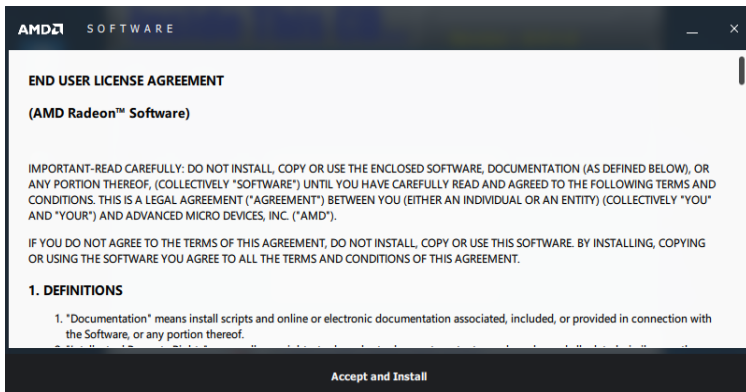 AMD SOFTWARE
END USER LICENSE AGREEMENT
(AMD Radeon™ Software)
IMPORTANT-READ CAREFULLY: DO NOT INSTALL, COPY OR USE THE ENCLOSED SOFTWARE, DOCUMENTATION (AS DEFINED BELOW), OR
ANY PORTION THEREOF, (COLLECTIVELY "SOFTWARE") UNTIL YOU HAVE CAREFULLY READ AND AGREED TO THE FOLLOWING TERMS AND
CONDITIONS. THIS IS A LEGAL AGREEMENT ("AGREEMENT") BETWEEN YOU (EITHER AN INDIVIDUAL OR AN ENTITY) (COLLECTIVELY "YOU"
AND "YOUR") AND ADVANCED MICRO DEVICES, INC. ("AMD").
IF YOU DO NOT AGREE TO THE TERMS OF THIS AGREEMENT, DO NOT INSTALL, COPY OR USE THIS SOFTWARE. BY INSTALLING, COPYING
OR USING THE SOFTWARE YOU AGREE TO ALL THE TERMS AND CONDITIONS OF THIS AGREEMENT.
1. DEFINITIONS
1. "Documentation" means install scripts and online or electronic documentation associated, included, or provided in connection with
the Software, or any portion thereof.
Accept and Install